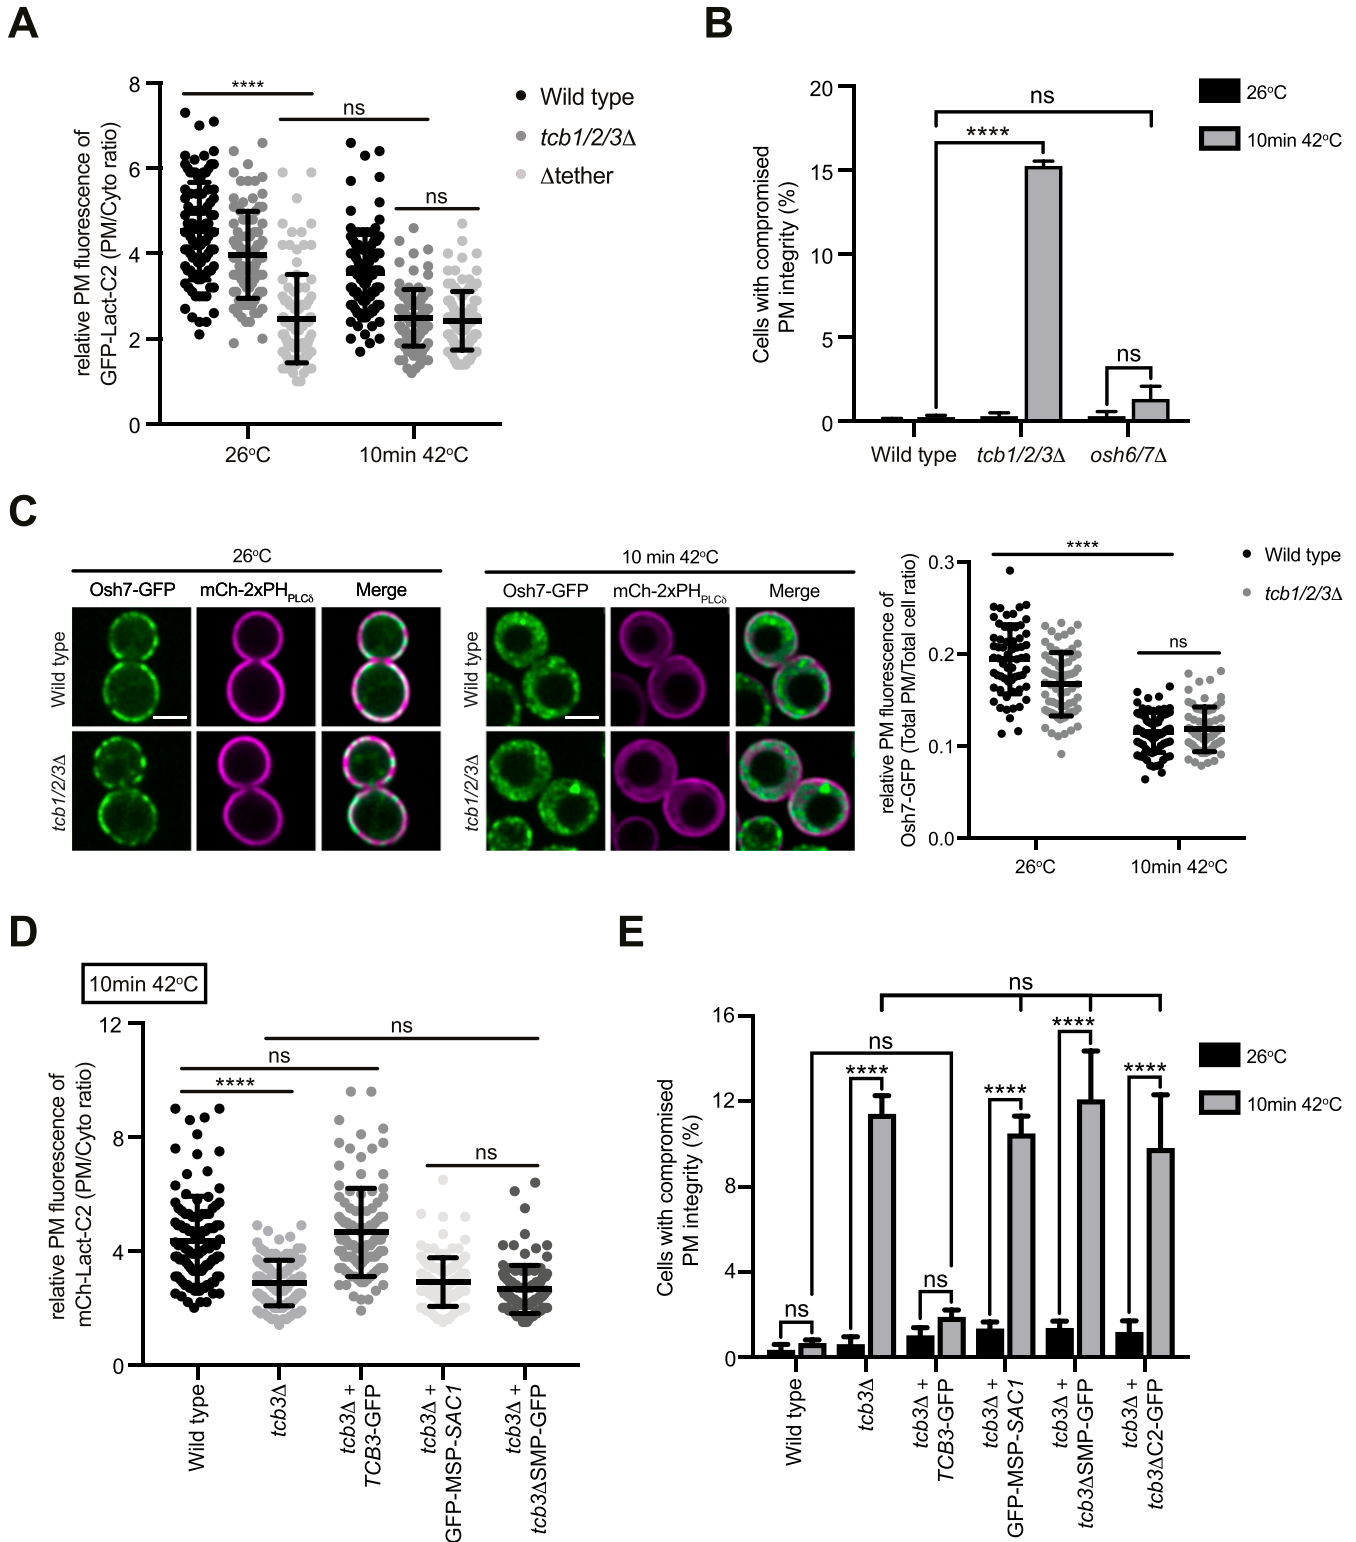 A
relative PM fluorescence of
GFP-Lact-C2 (PM/Cyto ratio)
8
6
4
2
0
****
ns
ns
26°C
10min 42°C
Wild type
tcb1/2/3Δ
Δtether
B
Cells with compromised
PM integrity (%)
20
15
10
5
0
ns
****
ns
Wild type
tcb1/2/3Δ
osh6/7Δ
26°C
10min 42°C
C
26°C
Osh7-GFP
mCh-2xPHPLCδ
Merge
Wild type
tcb1/2/3Δ
10 min 42°C
Osh7-GFP
mCh-2xPHPLCδ
Merge
Wild type
tcb1/2/3Δ
relative PM fluorescence of
Osh7-GFP (Total PM/Total cell ratio)
0.3
0.2
0.1
0.0
****
ns
26°C
10min 42°C
Wild type
tcb1/2/3Δ
D
10min 42°C
relative PM fluorescence of
mCh-Lact-C2 (PM/Cyto ratio)
12
8
4
0
ns
ns
****
ns
Wild type
tcb3Δ
tcb3Δ +
TCB3-GFP
tcb3Δ +
GFP-MSP-SAC1
tcb3Δ +
tcb3ΔSMP-GFP
E
Cells with compromised
PM integrity (%)
16
12
8
4
0
ns
ns
ns
****
ns
****
****
****
Wild type
tcb3Δ
tcb3Δ +
TCB3-GFP
tcb3Δ +
GFP-MSP-SAC1
tcb3Δ +
tcb3ΔSMP-GFP
tcb3Δ +
tcb3ΔC2-GFP
26°C
10min 42°C